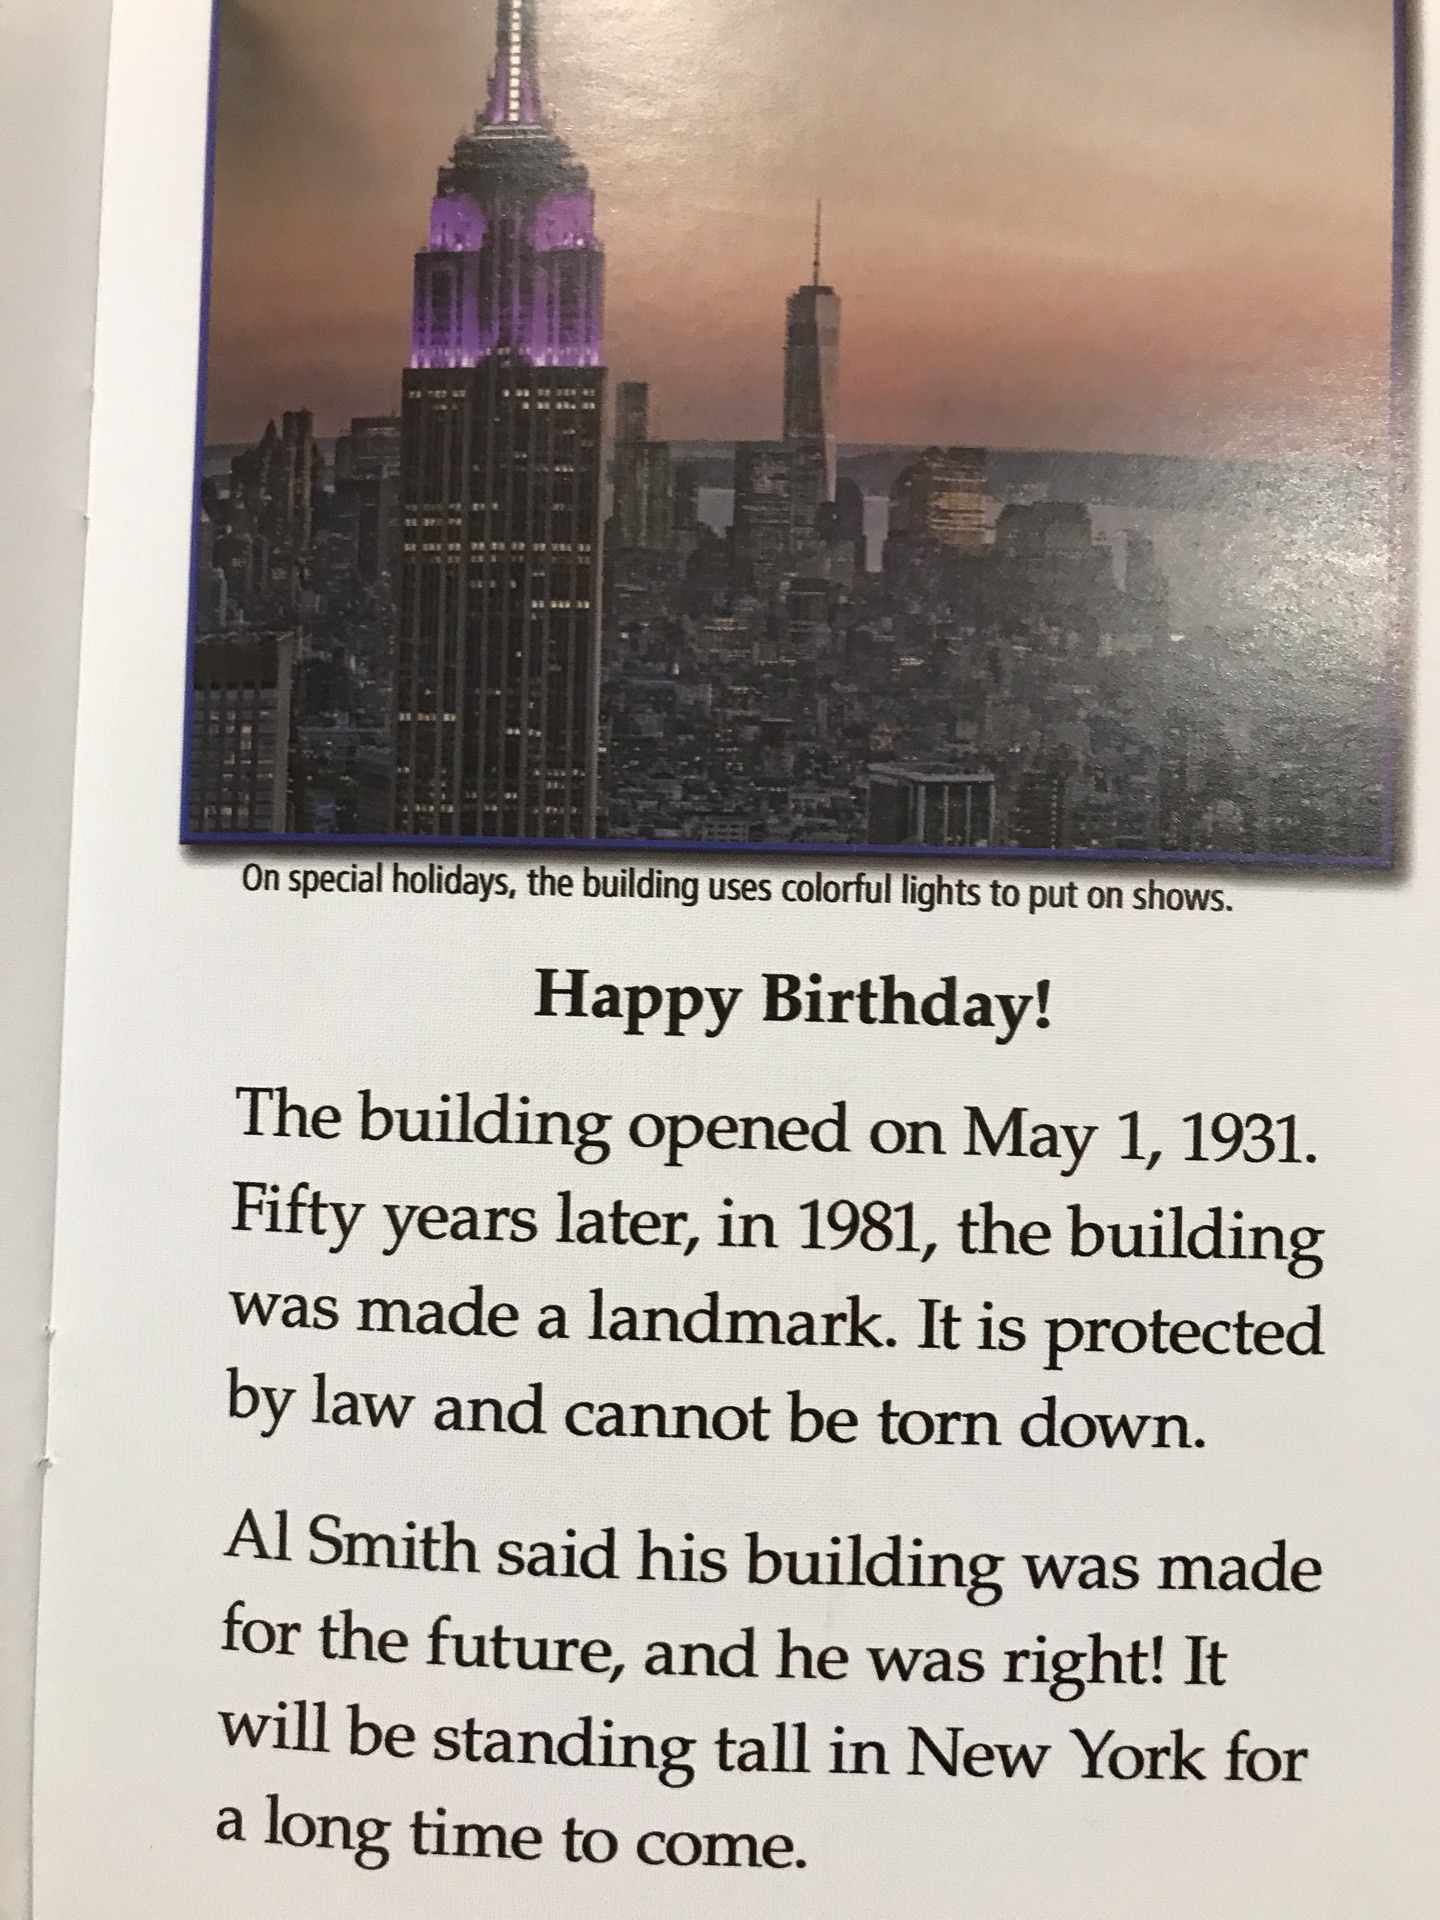 On special holidays, the building uses colorful lights to put on shows.
Happy Birthday!
The building opened on May 1, 1931.
Fifty years later, in 1981, the building
was made a landmark. It is protected
by law and cannot be torn down.
Al Smith said his building was made
for the future, and he was right! It
will be standing tall in New York for
a long time to come.